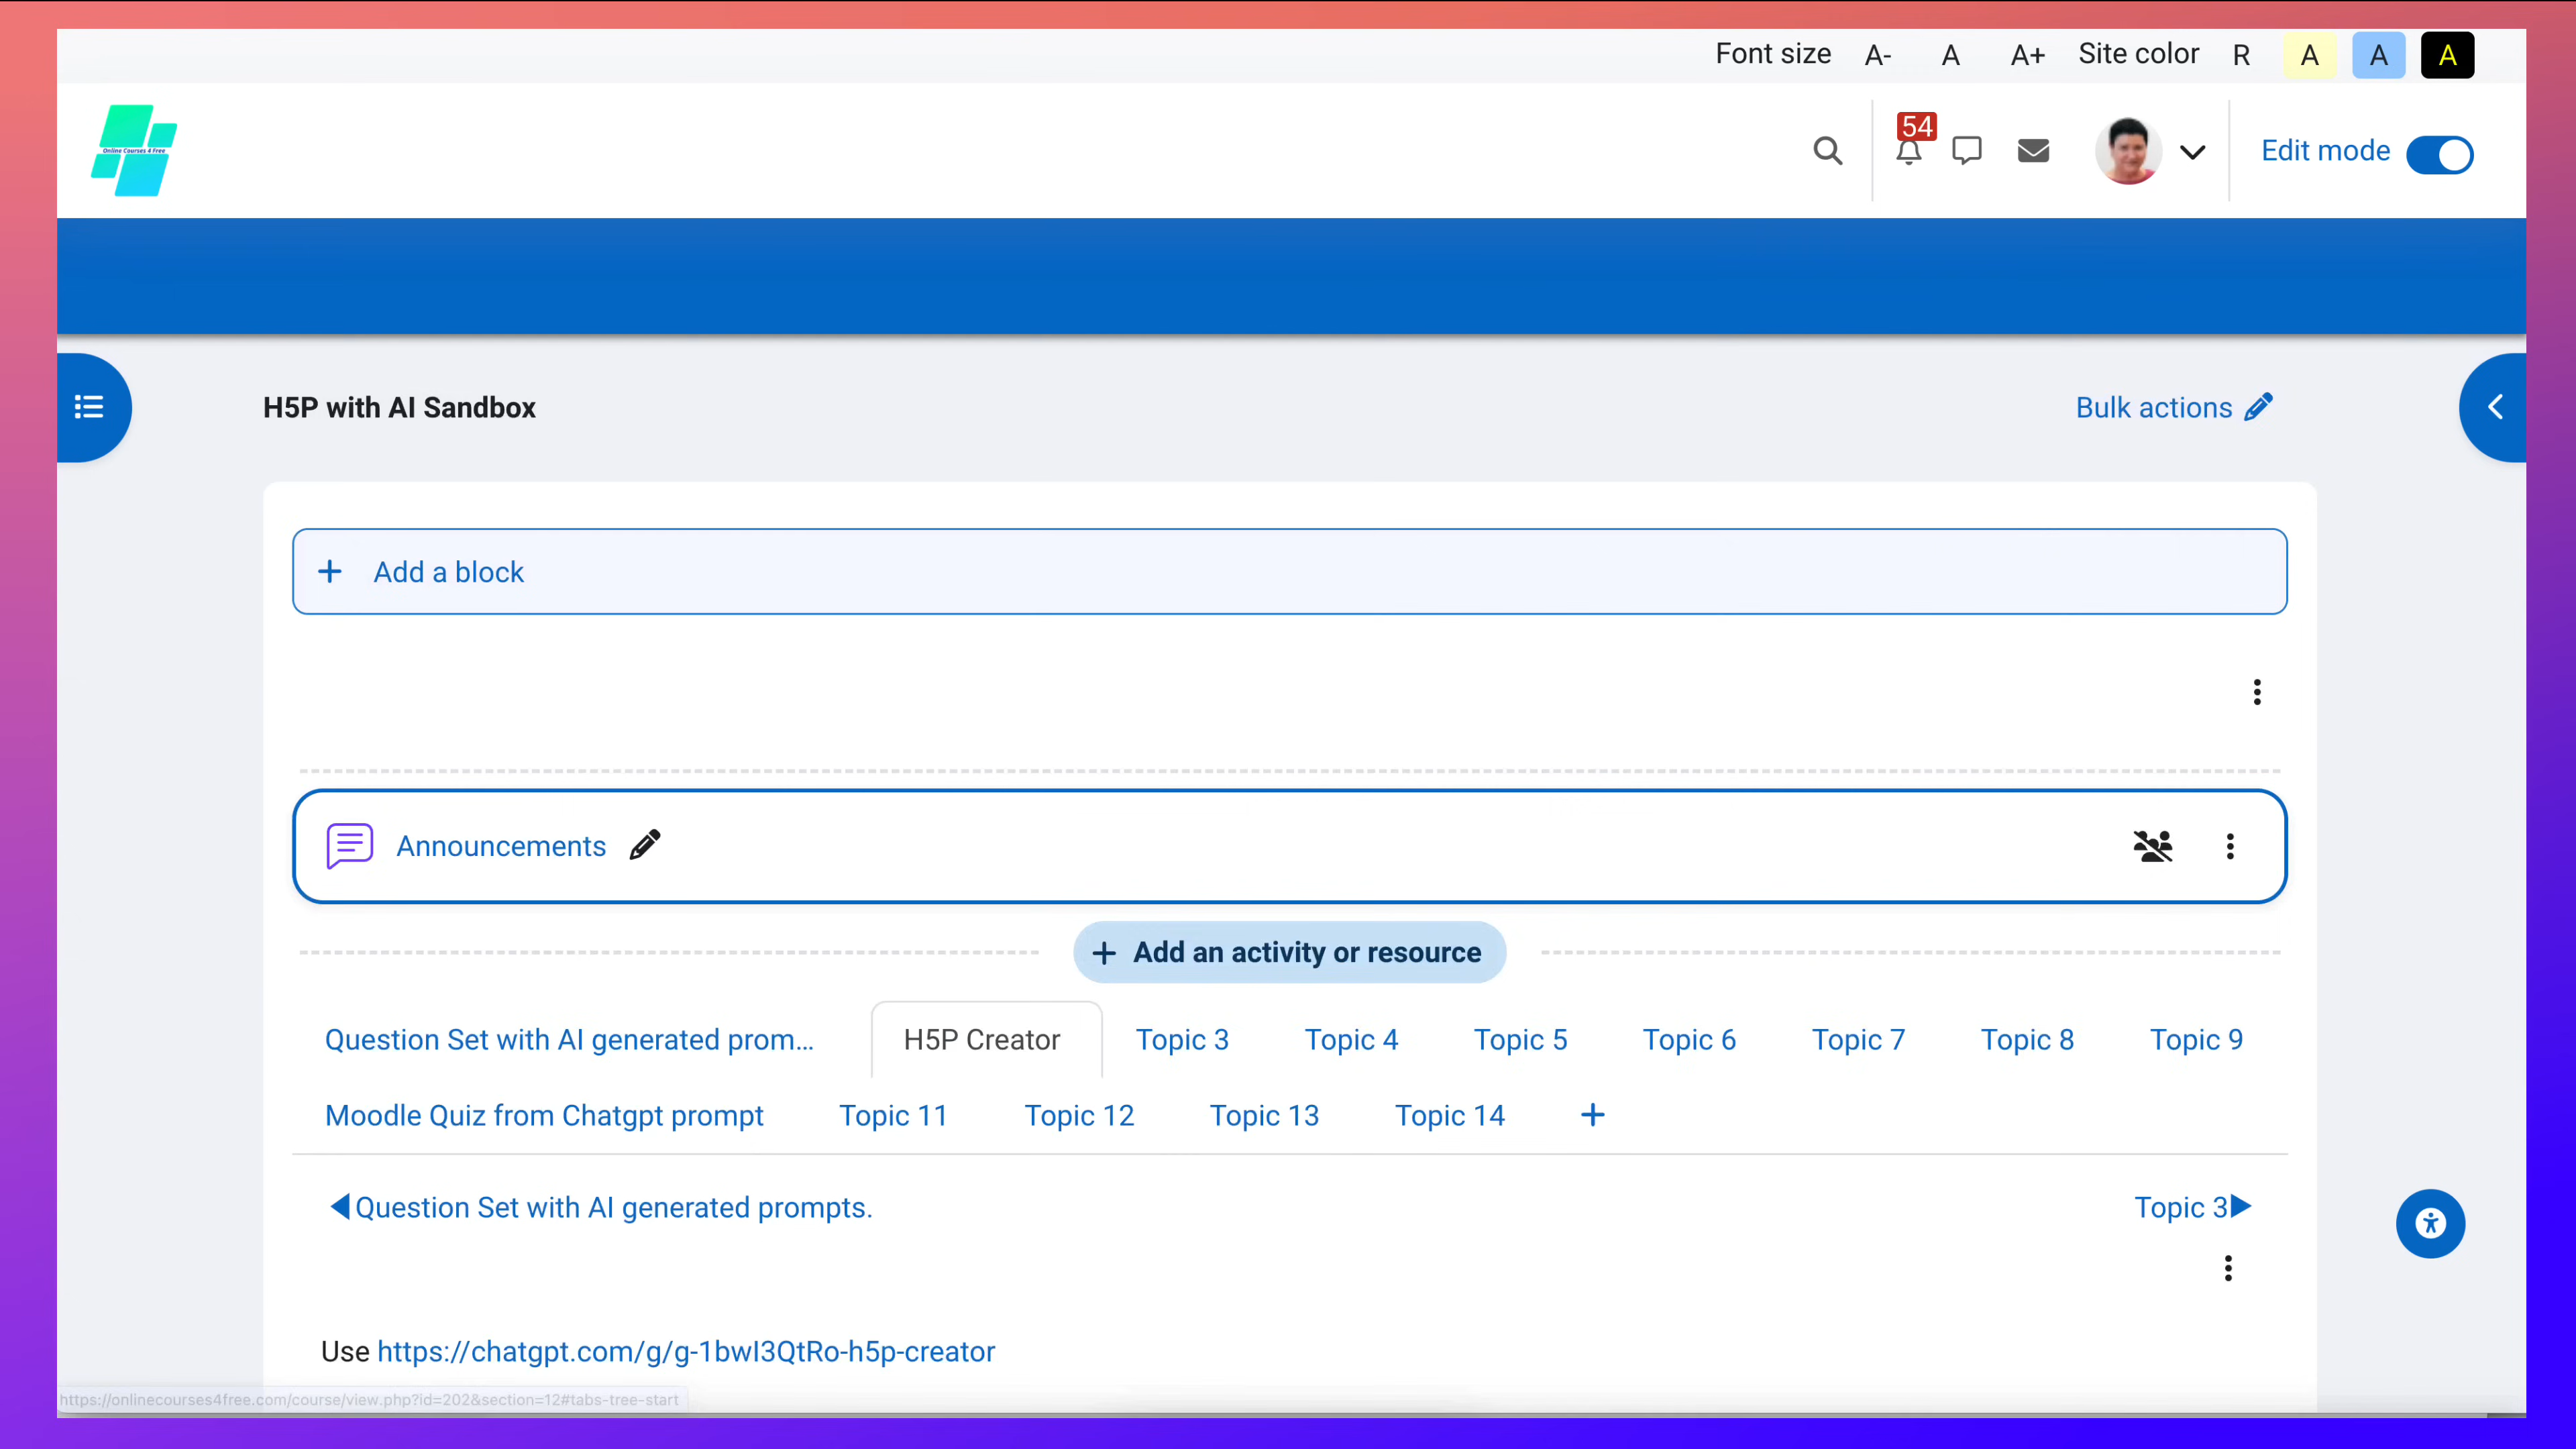 Font size A- A A+ Site color R A A A
Online Courses 4 Free
54
Edit mode
H5P with AI Sandbox
Bulk actions
+ Add a block
Announcements
+ Add an activity or resource
Question Set with AI generated prom... H5P Creator Topic 3 Topic 4 Topic 5 Topic 6 Topic 7 Topic 8 Topic 9
Moodle Quiz from Chatgpt prompt Topic 11 Topic 12 Topic 13 Topic 14 +
Question Set with AI generated prompts. Topic 3
Use https://chatgpt.com/g/g-1bwI3QtRo-h5p-creator
https://onlinecourses4free.com/course/view.php?id=202&section=12#tabs-tree-start